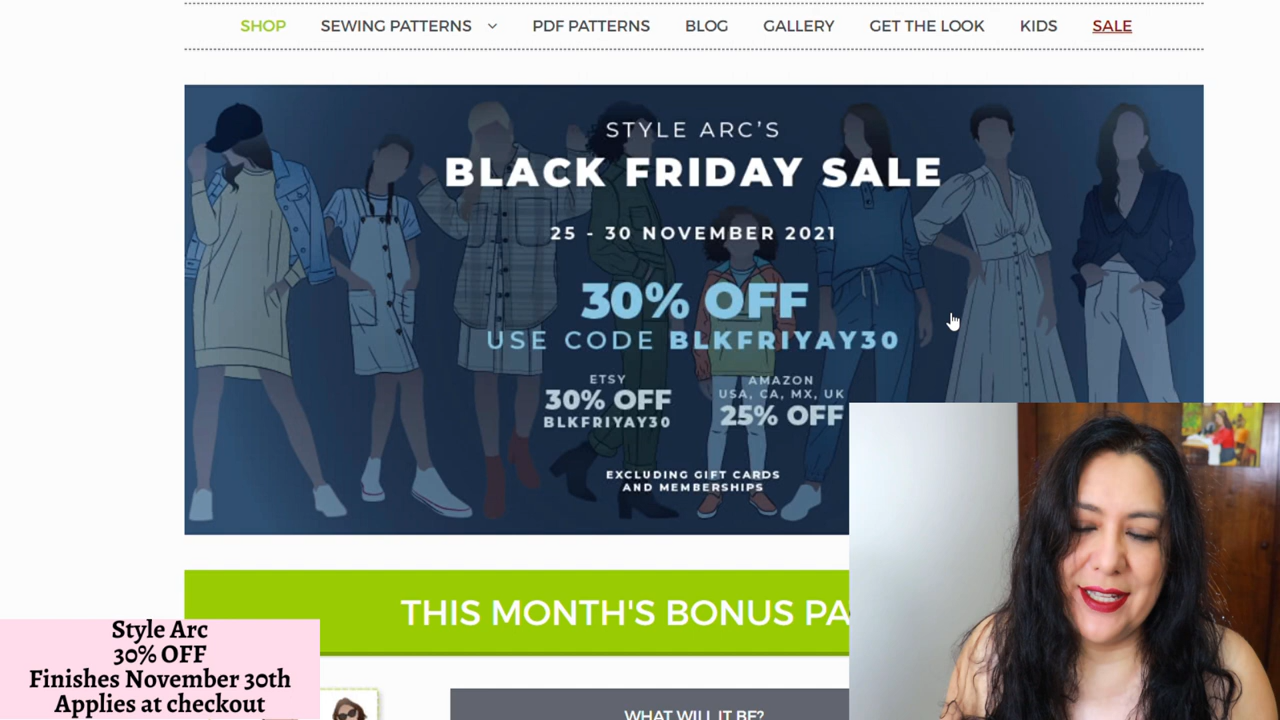 SHOP SEWING PATTERNS PDF PATTERNS BLOG GALLERY GET THE LOOK KIDS SALE
STYLE ARC'S
BLACK FRIDAY SALE
25 - 30 NOVEMBER 2021
30% OFF
USE CODE BLKFRIYAY30
ETSY
30% OFF
BLKFRIYAY30
AMAZON
USA, CA, MX, UK
25% OFF
EXCLUDING GIFT CARDS
AND MEMBERSHIPS
THIS MONTH'S BONUS PA
WHAT WILL IT BE?
Style Arc
30% OFF
Finishes November 30th
Applies at checkout